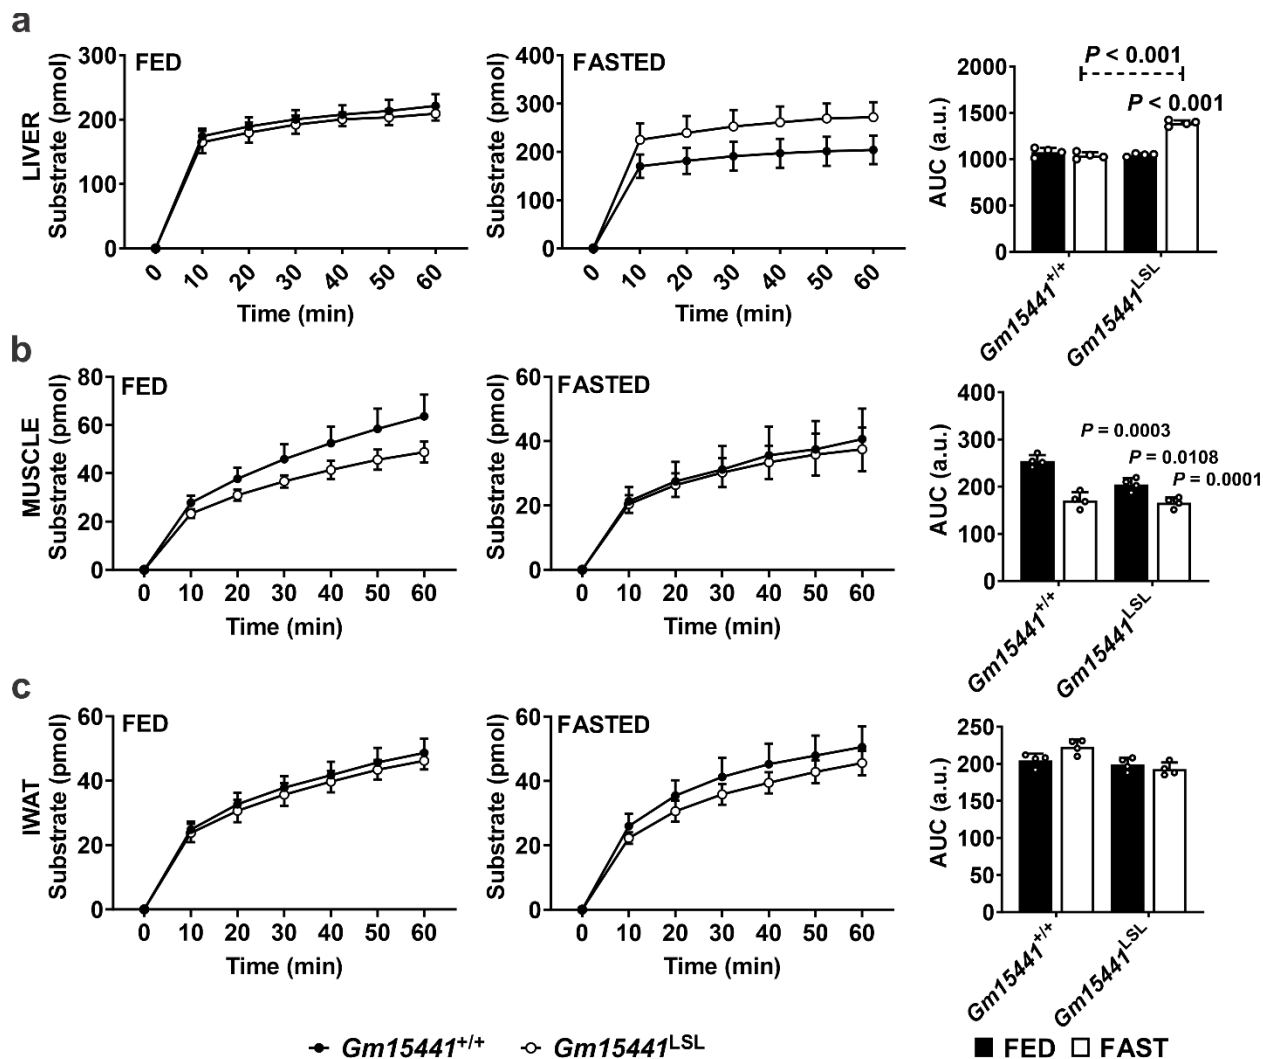 a
LIVER
Substrate (pmol)
300
200
100
0
FED
0 10 20 30 40 50 60
Time (min)
Substrate (pmol)
400
300
200
100
0
FASTED
0 10 20 30 40 50 60
Time (min)
AUC (a.u.)
2000
1500
1000
500
0
P < 0.001
P < 0.001
Gm15441+/+
Gm15441LSL
b
MUSCLE
Substrate (pmol)
80
60
40
20
0
FED
0 10 20 30 40 50 60
Time (min)
Substrate (pmol)
60
40
20
0
FASTED
0 10 20 30 40 50 60
Time (min)
AUC (a.u.)
400
300
200
100
0
P = 0.0003
P = 0.0108
P = 0.0001
Gm15441+/+
Gm15441LSL
c
IWAT
Substrate (pmol)
60
40
20
0
FED
0 10 20 30 40 50 60
Time (min)
Substrate (pmol)
60
40
20
0
FASTED
0 10 20 30 40 50 60
Time (min)
AUC (a.u.)
250
200
150
100
50
0
Gm15441+/+
Gm15441LSL
Gm15441+/+ Gm15441LSL
FED FAST